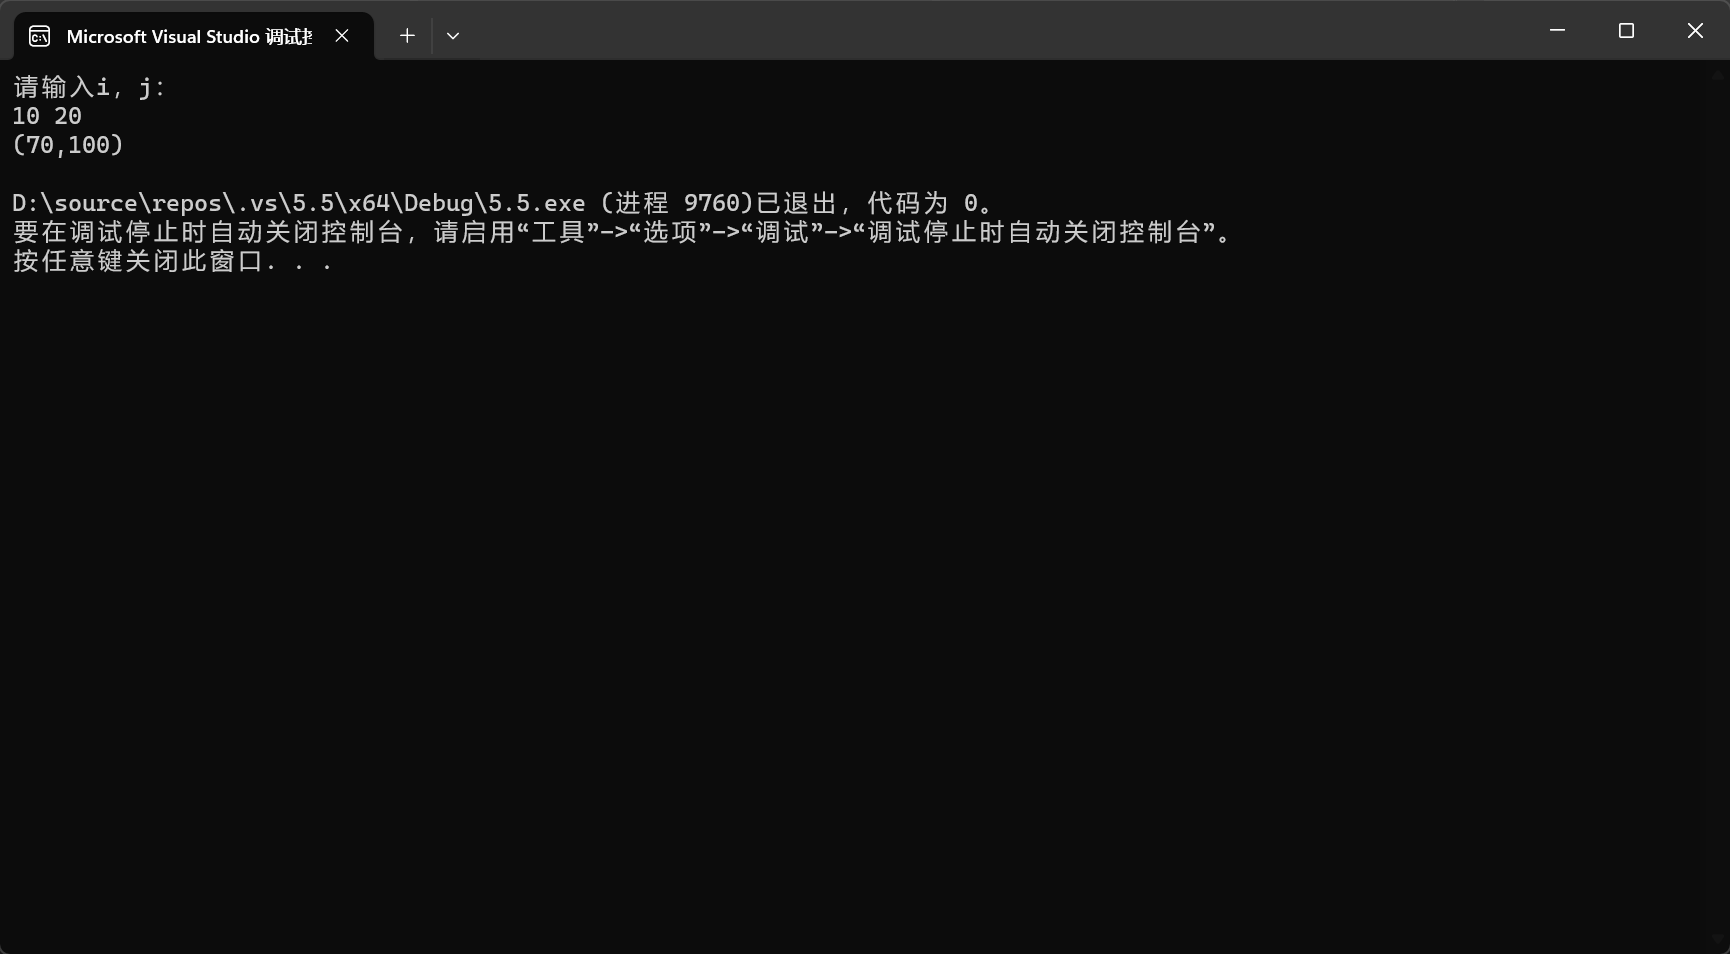 Microsoft Visual Studio 调试
请输入i，j：
10 20
(70,100)
D:\source\repos\.vs\5.5\x64\Debug\5.5.exe (进程 9760)已退出，代码为 0。
要在调试停止时自动关闭控制台，请启用“工具”->“选项”->“调试”->“调试停止时自动关闭控制台”。
按任意键关闭此窗口. . .